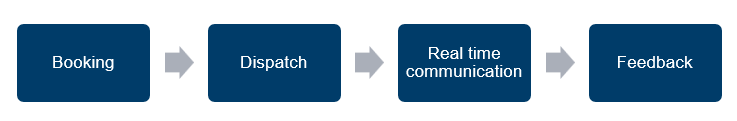 Booking
Dispatch
Real time
communication
Feedback